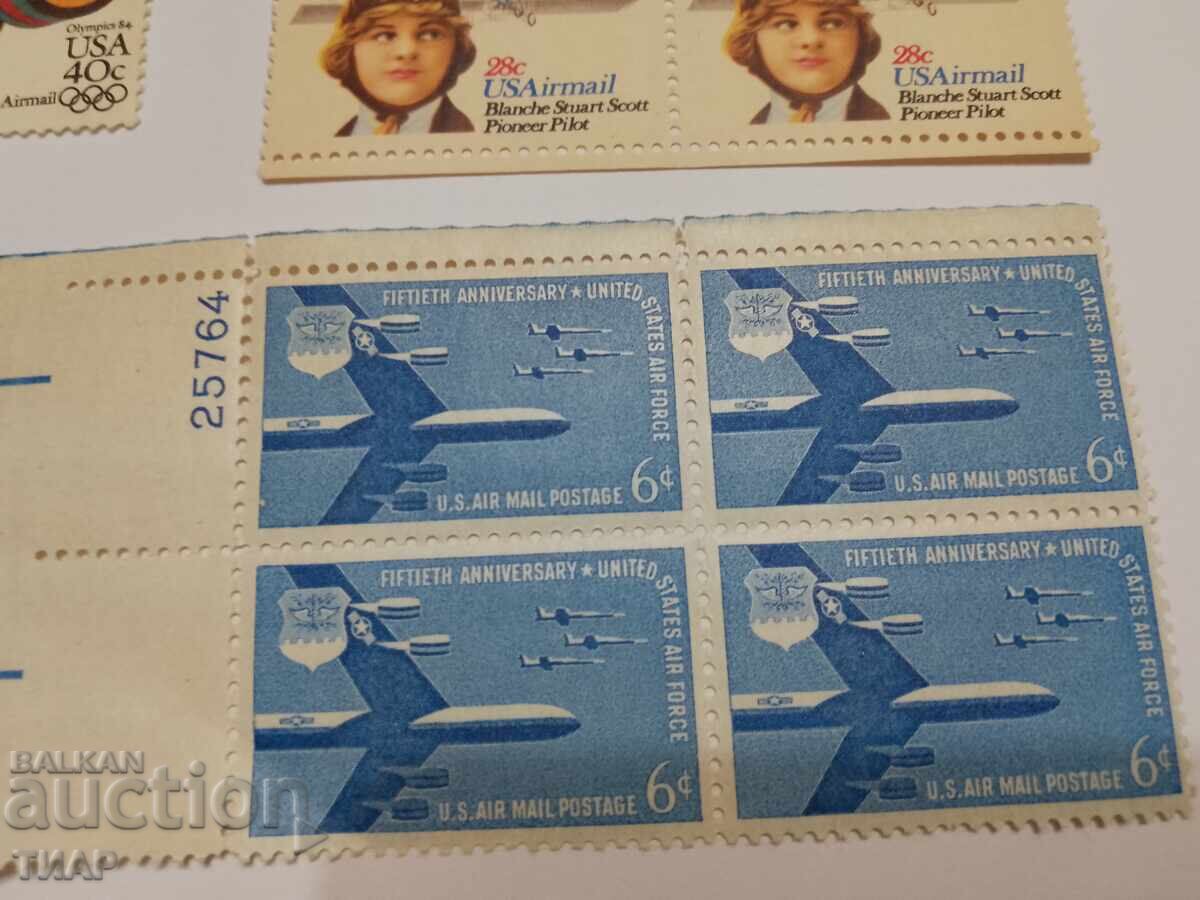 Olympics 84
USA
40c
Airmail
28c
USAirmail
Blanche Stuart Scott
Pioneer Pilot
28c
USAirmail
Blanche Stuart Scott
Pioneer Pilot
25764
FIFTIETH ANNIVERSARY ★ UNITED STATES AIR FORCE
U.S. AIR MAIL POSTAGE 6¢
FIFTIETH ANNIVERSARY ★ UNITED STATES AIR FORCE
U.S. AIR MAIL POSTAGE 6¢
FIFTIETH ANNIVERSARY ★ UNITED STATES AIR FORCE
U.S. AIR MAIL POSTAGE 6¢
FIFTIETH ANNIVERSARY ★ UNITED STATES AIR FORCE
U.S. AIR MAIL POSTAGE 6¢
BALKAN
auction
ТИАР